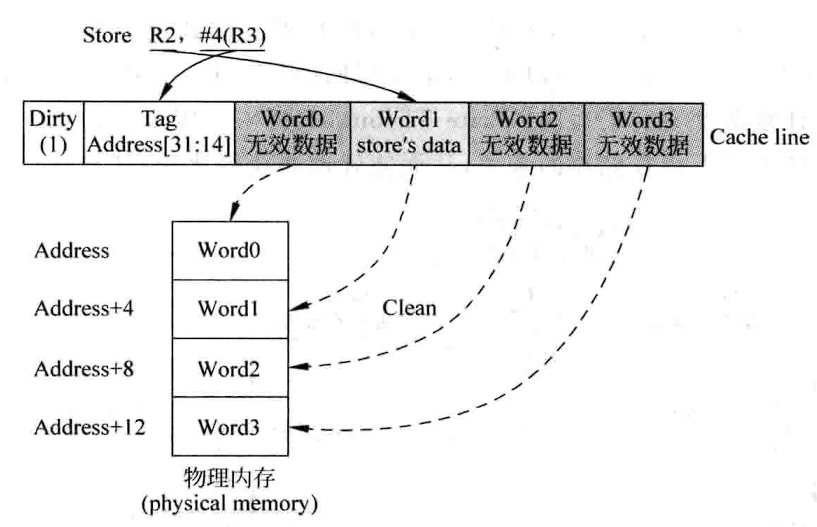 Store R2, #4(R3)
Dirty
(1)
Tag
Address[31:14]
Word0
无效数据
Word1
store's data
Word2
无效数据
Word3
无效数据
Cache line
Address
Word0
Address+4
Word1
Clean
Address+8
Word2
Address+12
Word3
物理内存
(physical memory)